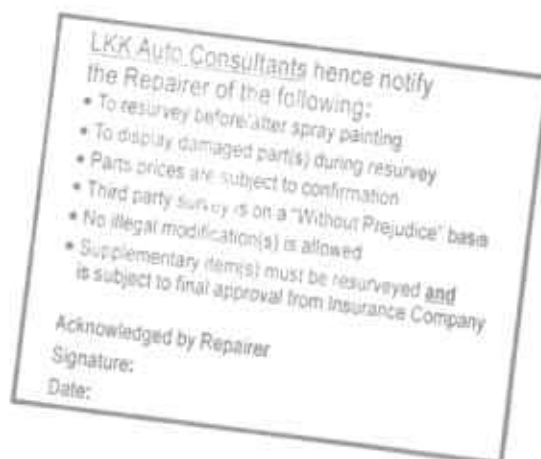 LKK Auto Consultants hence notify
the Repairer of the following:
• To resurvey before/after spray painting
• To display damaged part(s) during resurvey
• Parts prices are subject to confirmation
• Third party survey is on a "Without Prejudice" basis
• No illegal modification(s) is allowed
• Supplementary item(s) must be resurveyed and
is subject to final approval from Insurance Company
Acknowledged by Repairer
Signature:
Date: